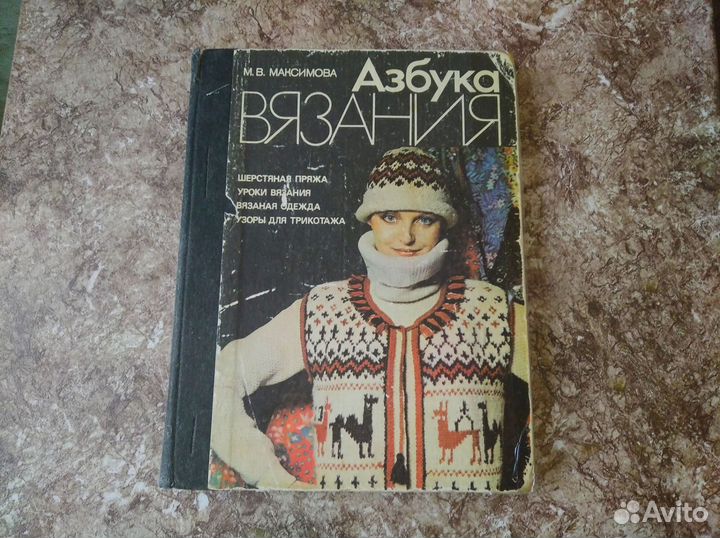 М.В. МАКСИМОВА
Азбука
ВЯЗАНИЯ
ШЕРСТЯНАЯ ПРЯЖА
УРОКИ ВЯЗАНИЯ
ВЯЗАНАЯ ОДЕЖДА
УЗОРЫ ДЛЯ ТРИКОТАЖА
Avito